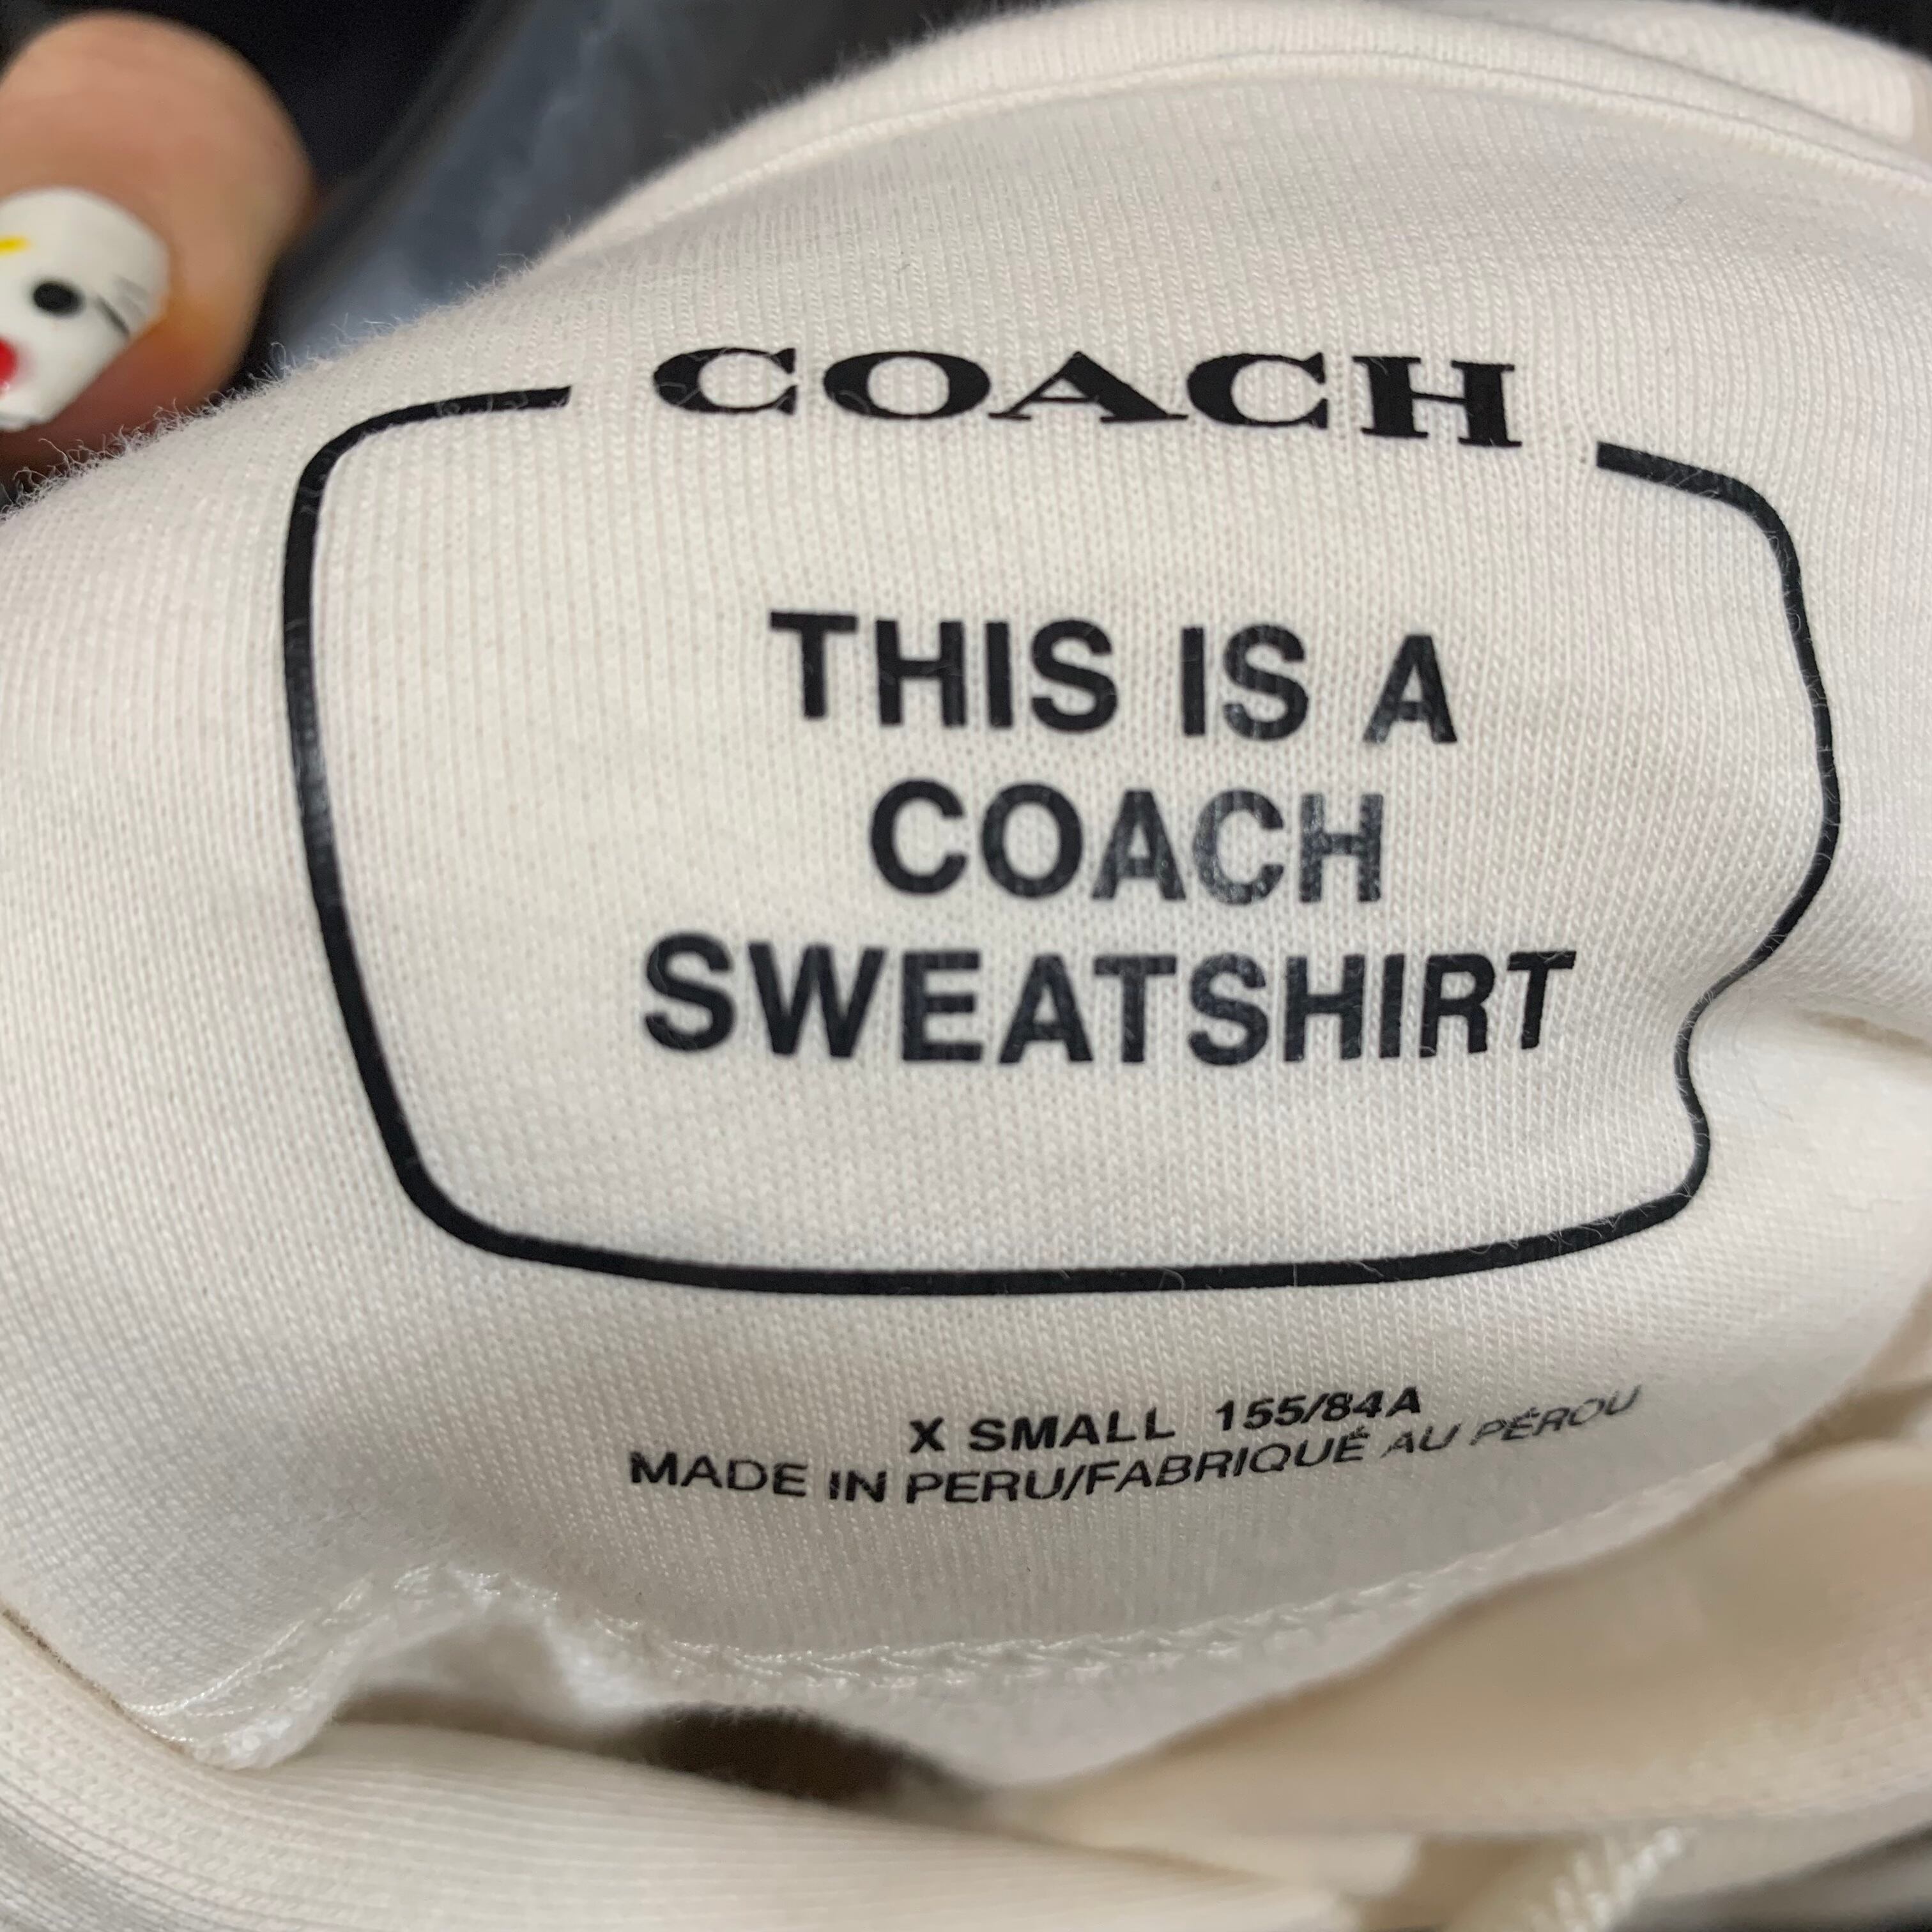 COACH
THIS IS A
COACH
SWEATSHIRT
X SMALL 155/84A
MADE IN PERU/FABRIQUÉ AU PÉROU